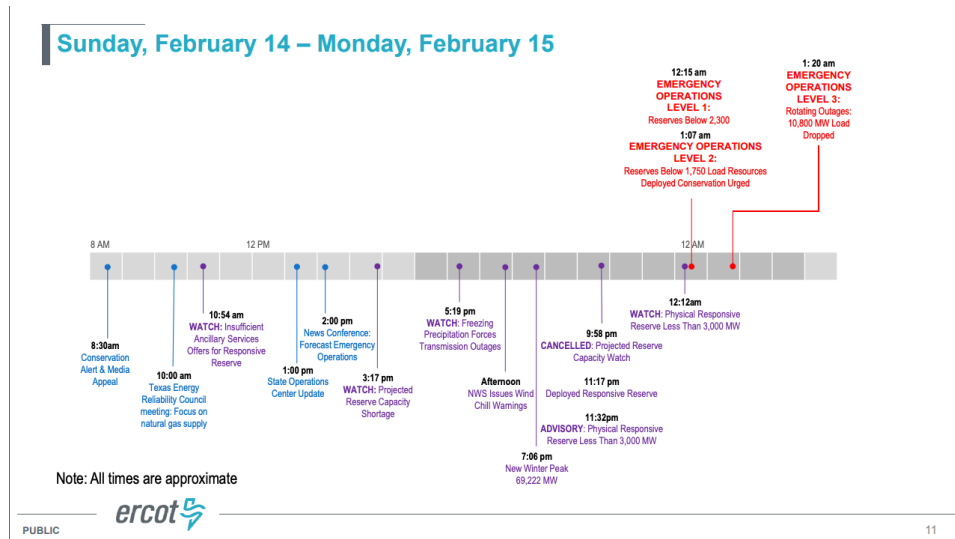 Sunday, February 14 – Monday, February 15
12:15 am
EMERGENCY
OPERATIONS
LEVEL 1:
Reserves Below 2,300
1:07 am
EMERGENCY OPERATIONS
LEVEL 2:
Reserves Below 1,750 Load Resources
Deployed Conservation Urged
1: 20 am
EMERGENCY
OPERATIONS
LEVEL 3:
Rotating Outages:
10,800 MW Load
Dropped
8 AM
12 PM
12 AM
8:30am
Conservation
Alert & Media
Appeal
10:00 am
Texas Energy
Reliability Council
meeting: Focus on
natural gas supply
10:54 am
WATCH: Insufficient
Ancillary Services
Offers for Responsive
Reserve
1:00 pm
State Operations
Center Update
2:00 pm
News Conference:
Forecast Emergency
Operations
3:17 pm
WATCH: Projected
Reserve Capacity
Shortage
5:19 pm
WATCH: Freezing
Precipitation Forces
Transmission Outages
Afternoon
NWS Issues Wind
Chill Warnings
7:06 pm
New Winter Peak
69,222 MW
9:58 pm
CANCELLED: Projected Reserve
Capacity Watch
11:17 pm
Deployed Responsive Reserve
11:32pm
ADVISORY: Physical Responsive
Reserve Less Than 3,000 MW
12:12am
WATCH: Physical Responsive
Reserve Less Than 3,000 MW
Note: All times are approximate
ercot
PUBLIC
11